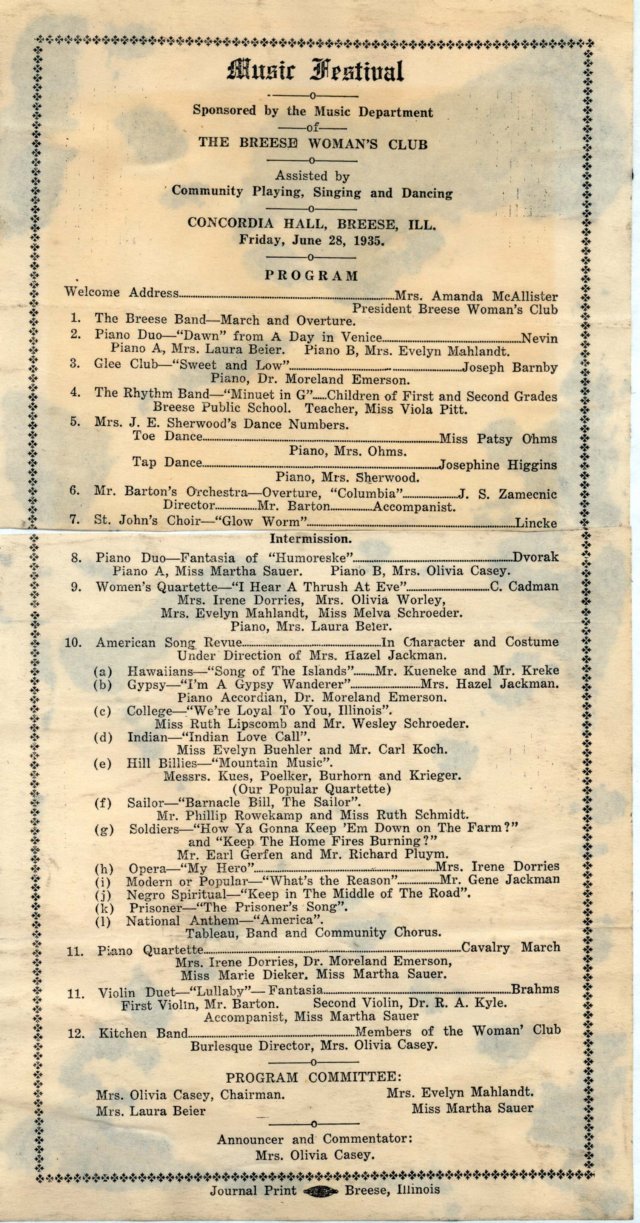 Music Festival
Sponsored by the Music Department
of
THE BREESE WOMAN'S CLUB
Assisted by
Community Playing, Singing and Dancing
CONCORDIA HALL, BREESE, ILL.
Friday, June 28, 1935.
PROGRAM
Welcome Address........Mrs. Amanda McAllister
President Breese Woman's Club
1. The Breese Band—March and Overture.
2. Piano Duo—"Dawn" from A Day in Venice........Nevin
Piano A, Mrs. Laura Beier. Piano B, Mrs. Evelyn Mahlandt.
3. Glee Club—"Sweet and Low"........Joseph Barnby
Piano, Dr. Moreland Emerson.
4. The Rhythm Band—"Minuet in G".....Children of First and Second Grades
Breese Public School. Teacher, Miss Viola Pitt.
5. Mrs. J. E. Sherwood's Dance Numbers.
Toe Dance........Miss Patsy Ohms
Piano, Mrs. Ohms.
Tap Dance........Josephine Higgins
Piano, Mrs. Sherwood.
6. Mr. Barton's Orchestra—Overture, "Columbia"........J. S. Zamecnic
Director........Mr. Barton........Accompanist.
7. St. John's Choir—"Glow Worm"........Lincke
Intermission.
8. Piano Duo—Fantasia of "Humoreske"........Dvorak
Piano A, Miss Martha Sauer. Piano B, Mrs. Olivia Casey.
9. Women's Quartette—"I Hear A Thrush At Eve"........C. Cadman
Mrs. Irene Dorries, Mrs. Olivia Worley,
Mrs. Evelyn Mahlandt, Miss Melva Schroeder.
Piano, Mrs. Laura Beier.
10. American Song Revue........In Character and Costume
Under Direction of Mrs. Hazel Jackman.
(a) Hawaiians—"Song of The Islands"........Mr. Kueneke and Mr. Kreke
(b) Gypsy—"I'm A Gypsy Wanderer"........Mrs. Hazel Jackman.
Piano Accordian, Dr. Moreland Emerson.
(c) College—"We're Loyal To You, Illinois".
Miss Ruth Lipscomb and Mr. Wesley Schroeder.
(d) Indian—"Indian Love Call".
Miss Evelyn Buehler and Mr. Carl Koch.
(e) Hill Billies—"Mountain Music".
Messrs. Kues, Poelker, Burhorn and Krieger.
(Our Popular Quartette)
(f) Sailor—"Barnacle Bill, The Sailor".
Mr. Phillip Rowekamp and Miss Ruth Schmidt.
(g) Soldiers—"How Ya Gonna Keep 'Em Down on The Farm?"
and "Keep The Home Fires Burning?"
Mr. Earl Gerfen and Mr. Richard Pluym.
(h) Opera—"My Hero"........Mrs. Irene Dorries
(i) Modern or Popular—"What's the Reason"........Mr. Gene Jackman
(j) Negro Spiritual—"Keep in The Middle of The Road".
(k) Prisoner—"The Prisoner's Song".
(l) National Anthem—"America".
Tableau, Band and Community Chorus.
11. Piano Quartette........Cavalry March
Mrs. Irene Dorries, Dr. Moreland Emerson,
Miss Marie Dieker, Miss Martha Sauer.
11. Violin Duet—"Lullaby"—Fantasia........Brahms
First Violin, Mr. Barton. Second Violin, Dr. R. A. Kyle.
Accompanist, Miss Martha Sauer
12. Kitchen Band........Members of the Woman' Club
Burlesque Director, Mrs. Olivia Casey.
PROGRAM COMMITTEE:
Mrs. Olivia Casey, Chairman. Mrs. Evelyn Mahlandt.
Mrs. Laura Beier Miss Martha Sauer
Announcer and Commentator:
Mrs. Olivia Casey.
Journal Print Breese, Illinois